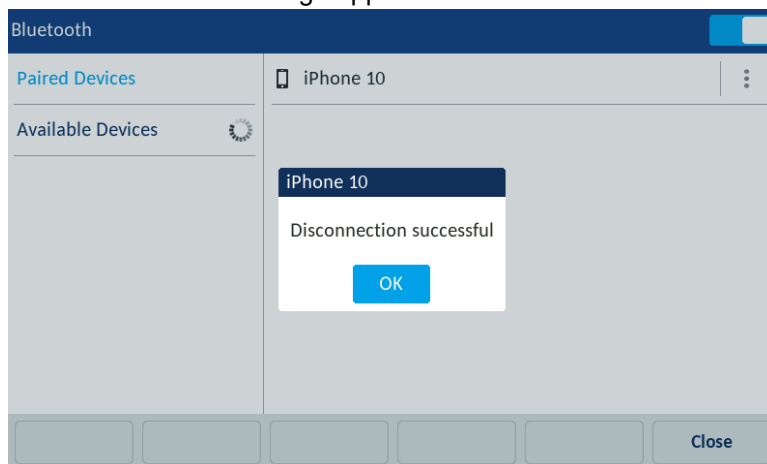 Bluetooth
Paired Devices
iPhone 10
Available Devices
iPhone 10
Disconnection successful
OK
Close